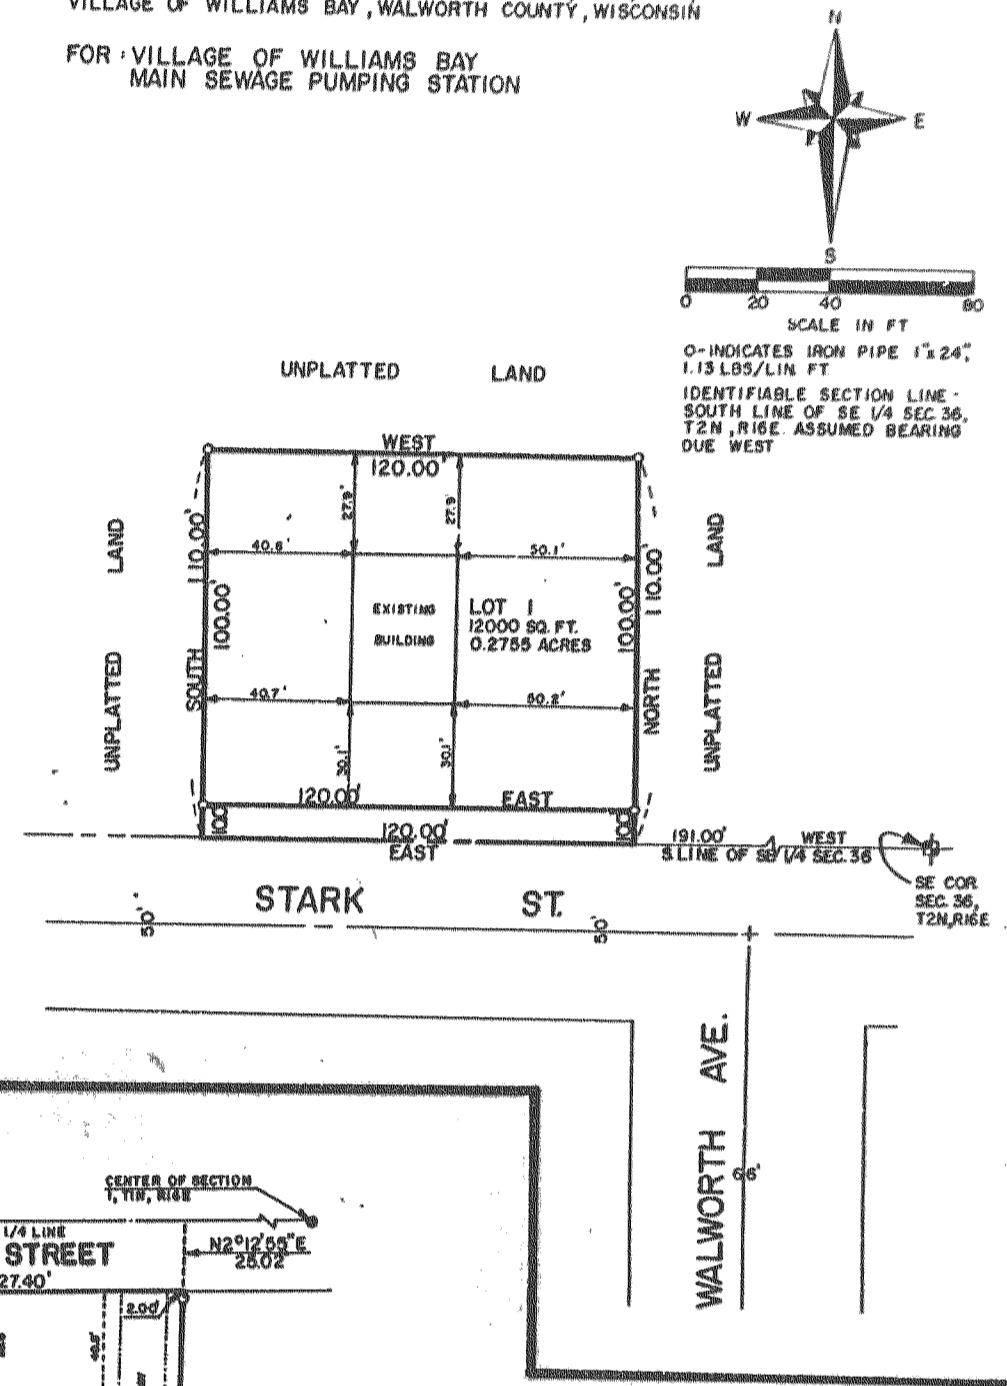 VILLAGE OF WILLIAMS BAY, WALWORTH COUNTY, WISCONSIN
FOR: VILLAGE OF WILLIAMS BAY
MAIN SEWAGE PUMPING STATION
N
W
E
S
0 20 40 80
SCALE IN FT
O-INDICATES IRON PIPE 1"x24",
1.13 LBS/LIN FT
IDENTIFIABLE SECTION LINE -
SOUTH LINE OF SE 1/4 SEC 36,
T2N, R16E. ASSUMED BEARING
DUE WEST
UNPLATTED LAND
WEST
120.00'
27.9'
27.9'
40.6'
50.1'
UNPLATTED LAND
SOUTH 110.00'
100.00'
EXISTING
BUILDING
LOT 1
12000 SQ. FT.
0.2755 ACRES
100.00'
NORTH 110.00'
UNPLATTED LAND
40.7'
50.2'
30.1'
30.1'
120.00' EAST
120.00'
EAST
191.00' WEST
S LINE OF SE 1/4 SEC. 36
SE COR
SEC. 36,
T2N, R16E
STARK ST.
50'
50'
WALWORTH AVE.
66'
CENTER OF SECTION
1, T1N, R16E
1/4 LINE
STREET
27.40'
N2°12'55"E
25.02
2.00'